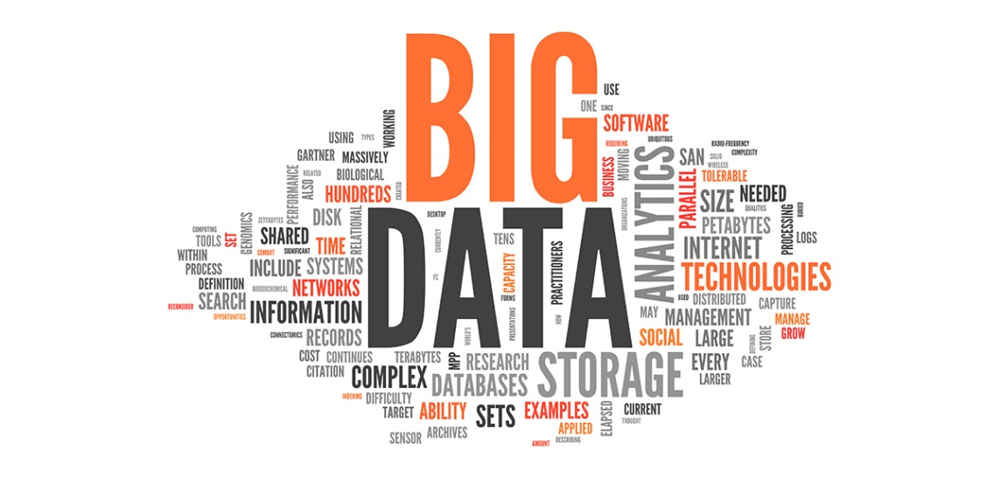 BIG
DATA
USE
ONE
SINCE
SOFTWARE
WORKING
USING
TYPES
REQUIRING
UBIQUITOUS
RADIO-FREQUENCY
COMPLEXITY
GARTNER
MASSIVELY
BUSINESS
MOVING
ANALYTICS
SAN
SOLID
WIRELESS
PERFORMANCE
ALSO
RELATED
BIOLOGICAL
CREATED
PARALLEL
TOLERABLE
HUNDREDS
SIZE
NEEDED
QUALITIES
DISK
RELATIONAL
DESKTOP
ORGANIZATIONS
PETABYTES
PROCESSING
BURIED
COMPUTING
TOOLS
SET
GENOMICS
ZETTABYTES
SHARED
TIME
CURRENTLY
TENS
INTERNET
LOGS
WITHIN
COMBAT
SIGNIFICANT
PROCESS
INCLUDE
SYSTEMS
CAPACITY
PRACTITIONERS
TECHNOLOGIES
DEFINITION
BIOGEOCHEMICAL
NETWORKS
FC
FORMS
USED
DISTRIBUTED
RECONSIDER
SEARCH
CAPTURE
OPPORTUNITIES
INFORMATION
PRESENTATIONS
NOW
MAY
MANAGEMENT
MANAGE
CONNECTOMICS
RECORDS
WORLD'S
SOCIAL
LARGE
DEFINING
STORE
GROW
COST
CONTINUES
TERABYTES
MPP
RESEARCH
STORAGE
EVERY
CASE
CITATION
COMPLEX
DATABASES
LARGER
INDEXING
DIFFICULTY
TARGET
ABILITY
SETS
EXAMPLES
ELAPSED
CURRENT
THOUGHT
SENSOR
ARCHIVES
APPLIED
AMOUNT
DESCRIBING